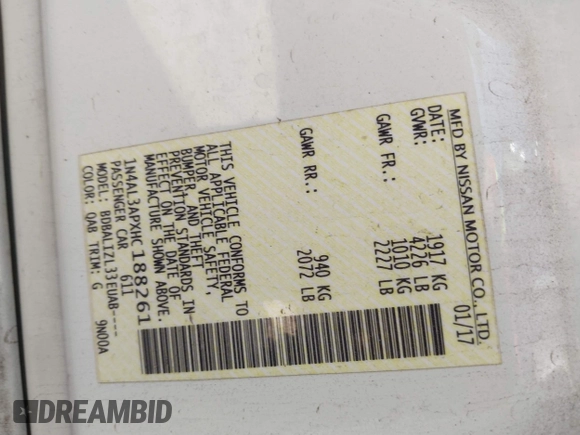 MFD BY NISSAN MOTOR CO., LTD.
DATE: 01/17
GVWR: 1917 KG
4226 LB
GAWR FR.: 1010 KG
2227 LB
GAWR RR.: 940 KG
2072 LB
THIS VEHICLE CONFORMS TO
ALL APPLICABLE FEDERAL
MOTOR VEHICLE SAFETY,
BUMPER, AND THEFT
PREVENTION STANDARDS IN
EFFECT ON THE DATE OF
MANUFACTURE SHOWN ABOVE.
1N4AL3APXHC188261
PASSENGER CAR 611
MODEL: BDBALIZL33EUA8----
COLOR: QAB TRIM: G 9N00A
DREAMBID